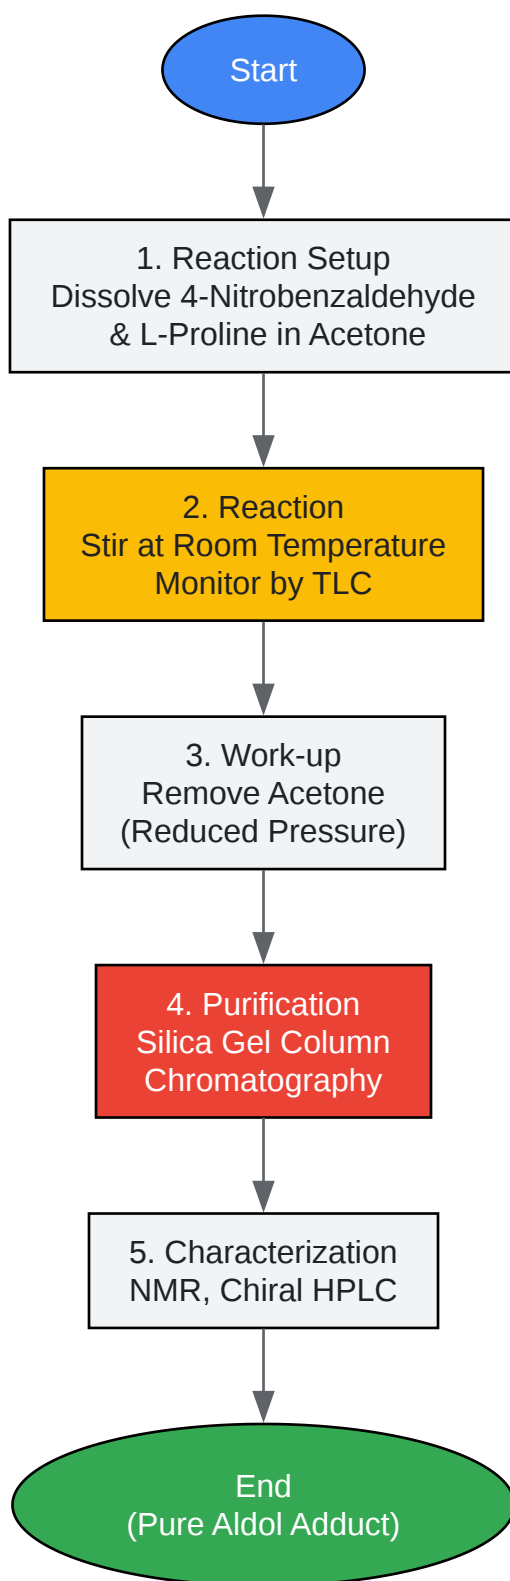 Start
1. Reaction Setup
Dissolve 4-Nitrobenzaldehyde
& L-Proline in Acetone
2. Reaction
Stir at Room Temperature
Monitor by TLC
3. Work-up
Remove Acetone
(Reduced Pressure)
4. Purification
Silica Gel Column
Chromatography
5. Characterization
NMR, Chiral HPLC
End
(Pure Aldol Adduct)